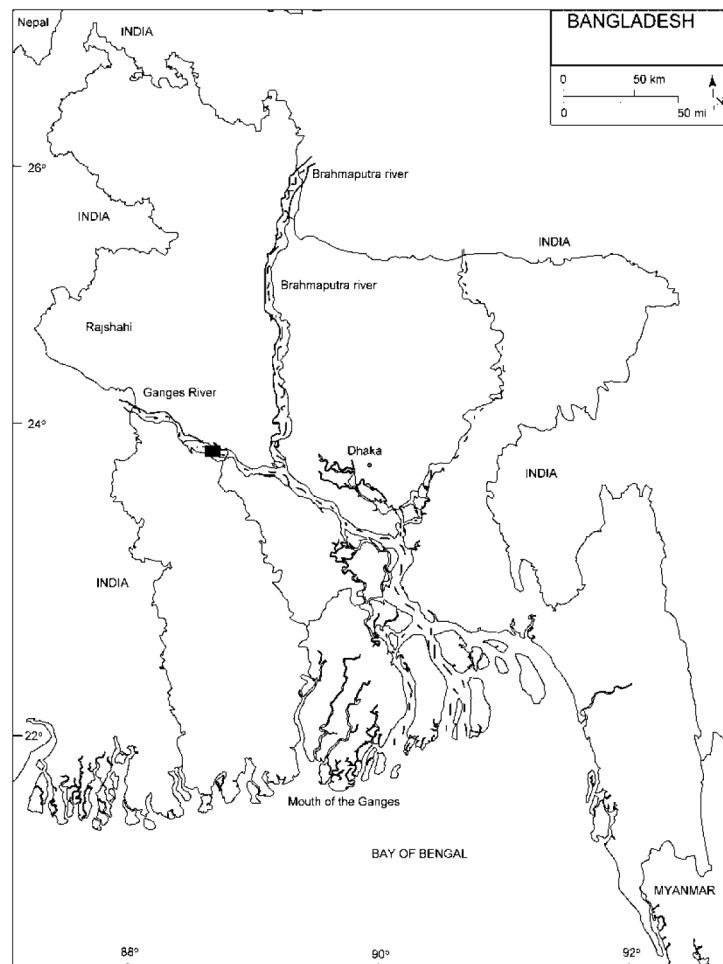 Nepal
INDIA
BANGLADESH
0 50 km
N
0 50 mi
26°
Brahmaputra river
INDIA
INDIA
Brahmaputra river
Rajshahi
Ganges River
24°
Dhaka
INDIA
INDIA
22°
Mouth of the Ganges
BAY OF BENGAL
MYANMAR
88°
90°
92°